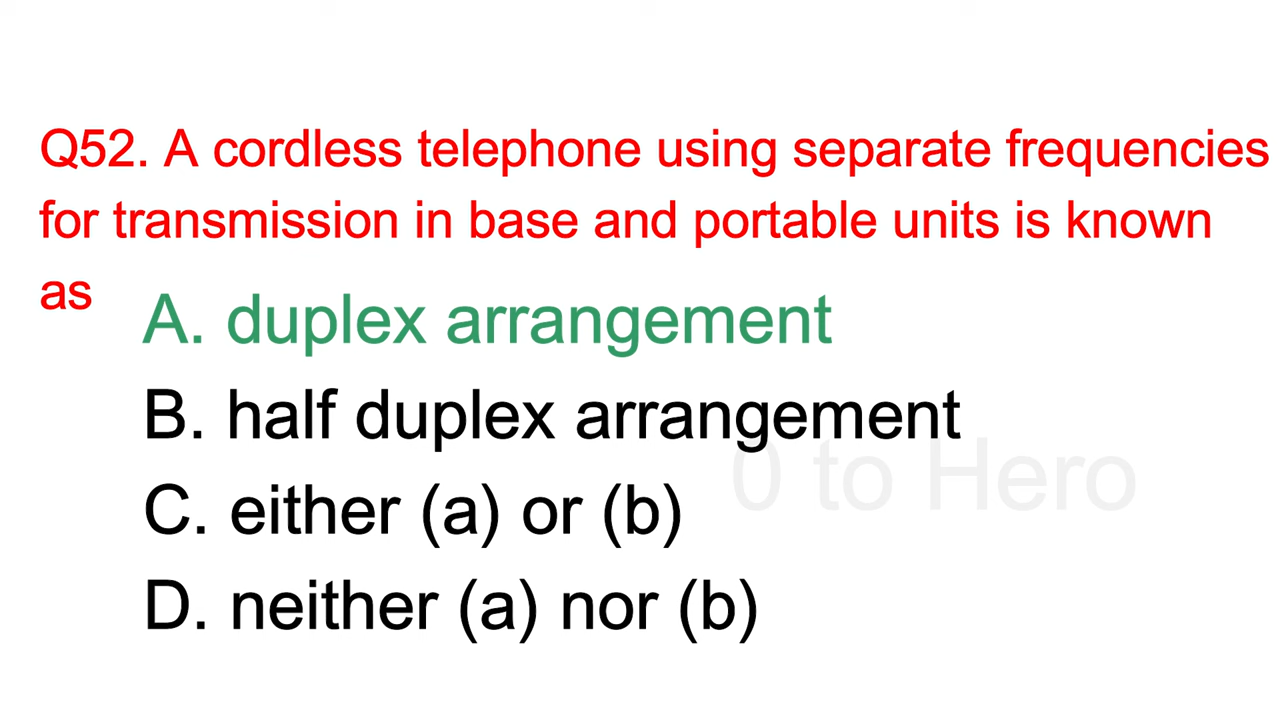 Q52. A cordless telephone using separate frequencies
for transmission in base and portable units is known
as
A. duplex arrangement
B. half duplex arrangement
0 to Hero
C. either (a) or (b)
D. neither (a) nor (b)